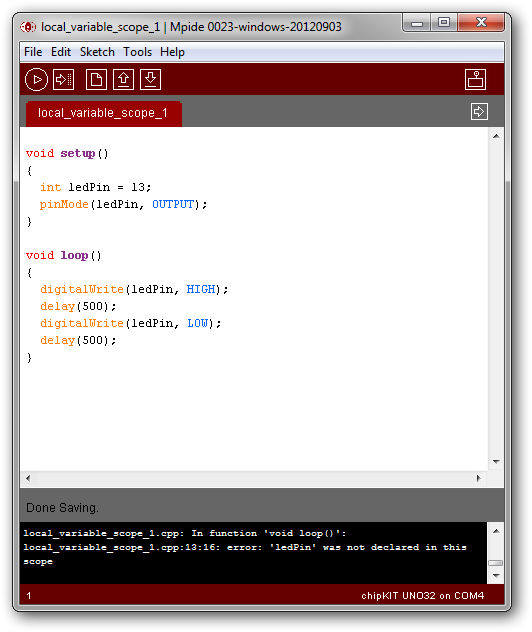 local_variable_scope_1 | Mpide 0023-windows-20120903
File Edit Sketch Tools Help
local_variable_scope_1
void setup()
{
int ledPin = 13;
pinMode(ledPin, OUTPUT);
}
void loop()
{
digitalWrite(ledPin, HIGH);
delay(500);
digitalWrite(ledPin, LOW);
delay(500);
}
Done Saving.
local_variable_scope_1.cpp: In function 'void loop()':
local_variable_scope_1.cpp:13:16: error: 'ledPin' was not declared in this
scope
1 chipKIT UNO32 on COM4